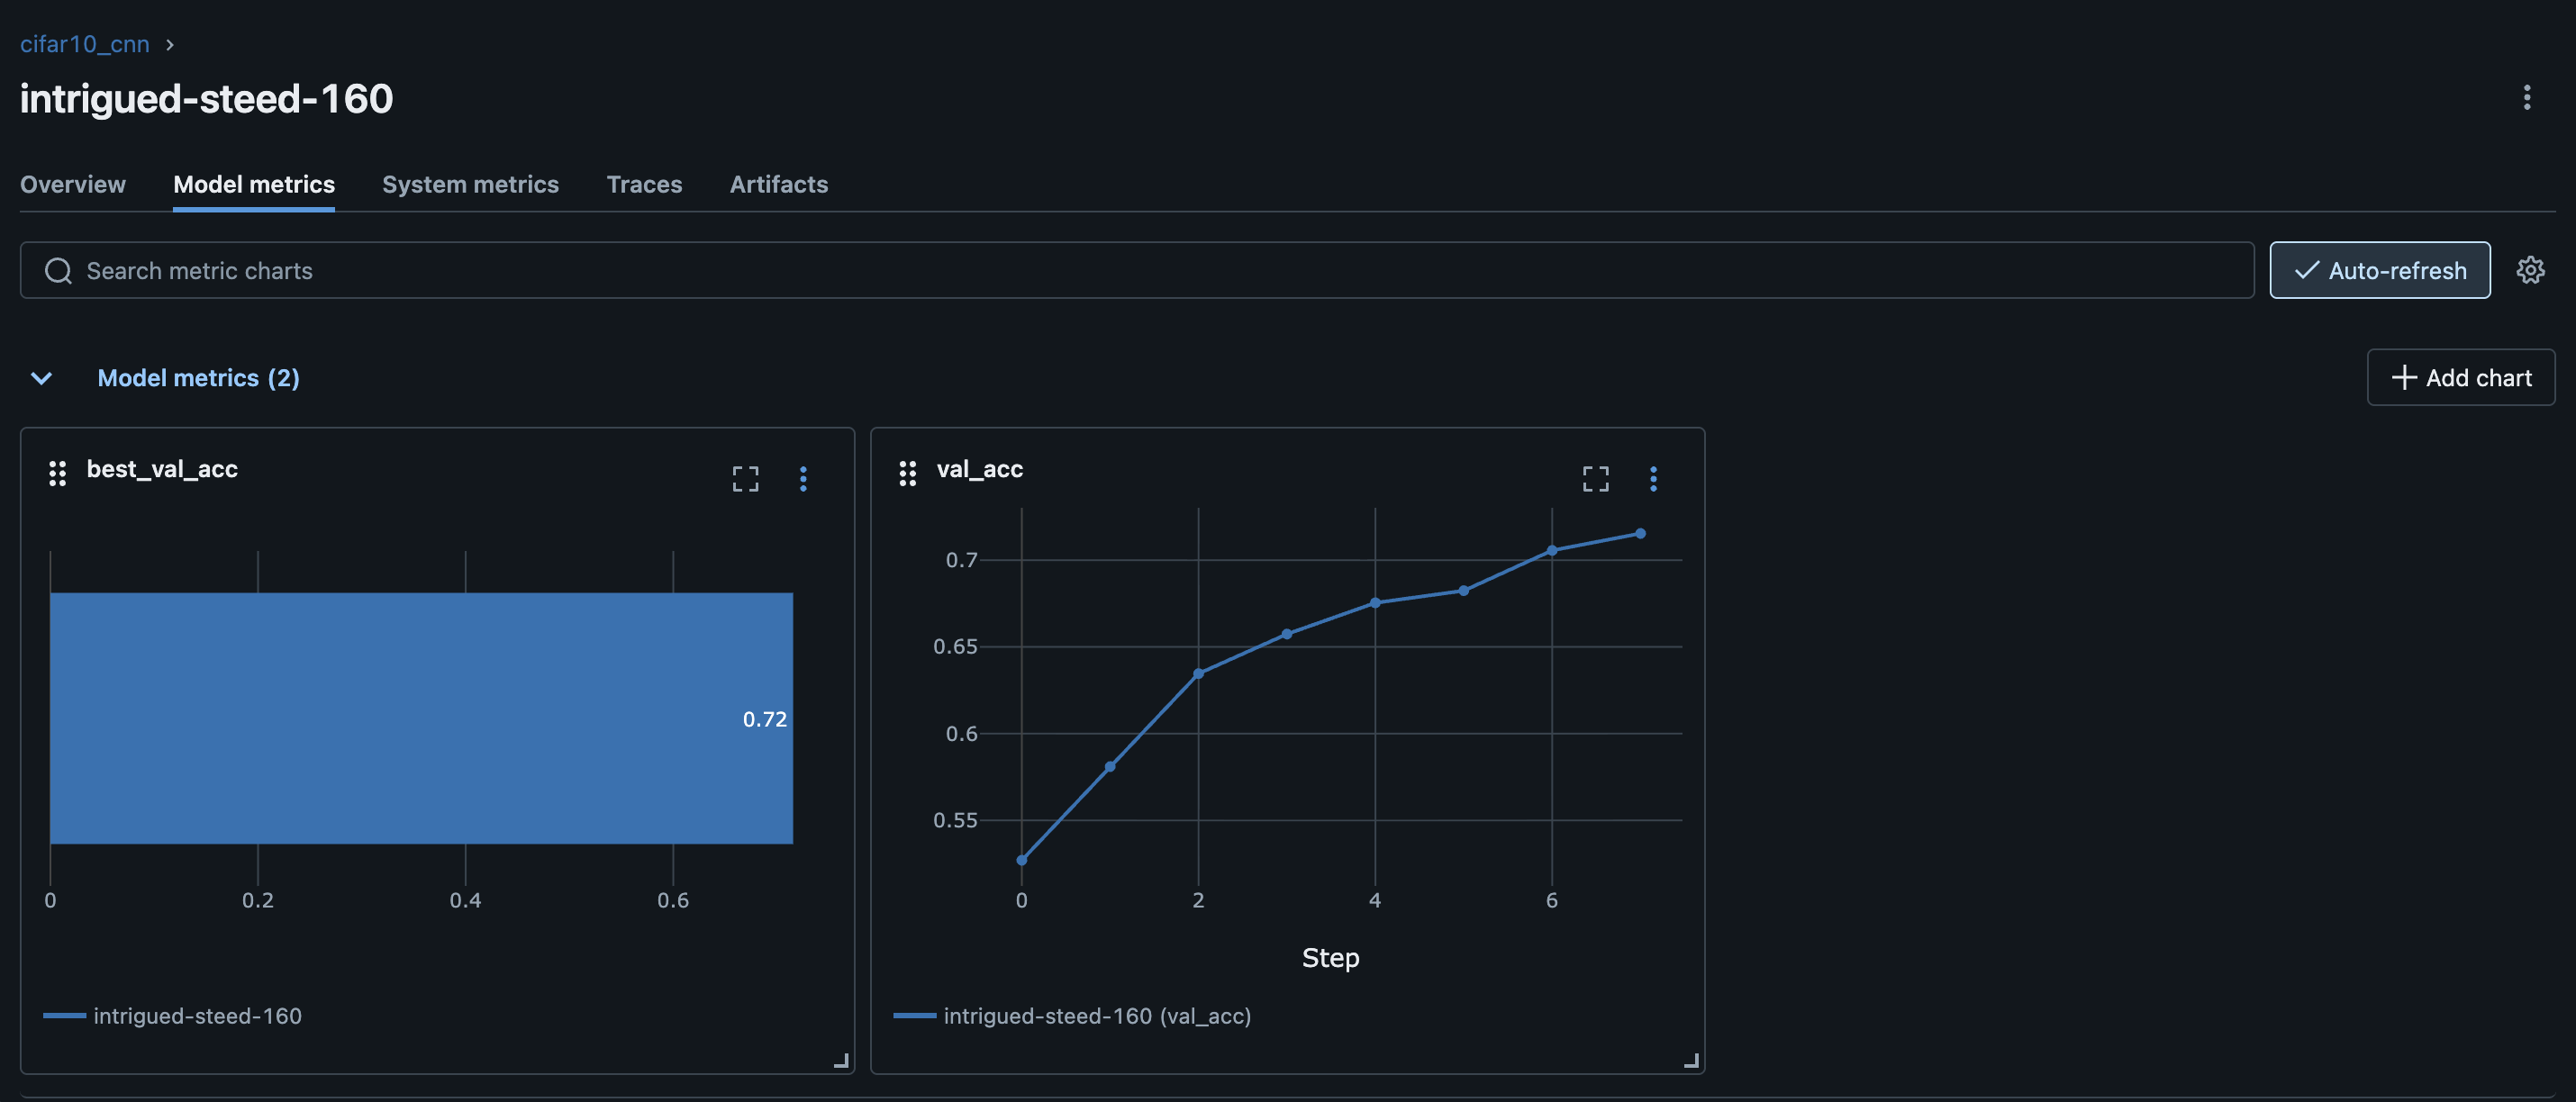 cifar10_cnn
intrigued-steed-160
Overview Model metrics System metrics Traces Artifacts
Search metric charts
Auto-refresh
Model metrics (2)
Add chart
best_val_acc
0.72
0 0.2 0.4 0.6
intrigued-steed-160
val_acc
0.7
0.65
0.6
0.55
0 2 4 6
Step
intrigued-steed-160 (val_acc)